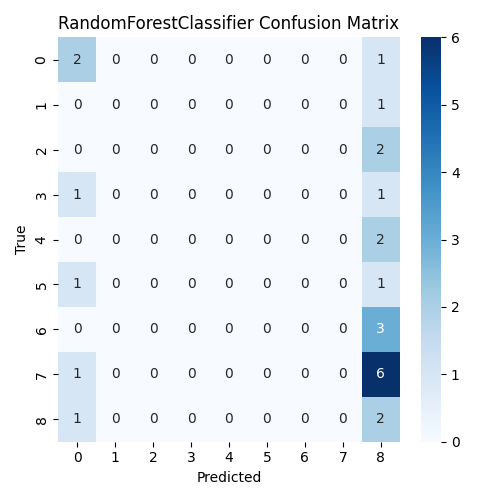 RandomForestClassifier Confusion Matrix
0 2 0 0 0 0 0 0 0 1
1 0 0 0 0 0 0 0 0 1
2 0 0 0 0 0 0 0 0 2
3 1 0 0 0 0 0 0 0 1
4 0 0 0 0 0 0 0 0 2
5 1 0 0 0 0 0 0 0 1
6 0 0 0 0 0 0 0 0 3
7 1 0 0 0 0 0 0 0 6
8 1 0 0 0 0 0 0 0 2
0 1 2 3 4 5 6 7 8
True
Predicted
6
5
4
3
2
1
0